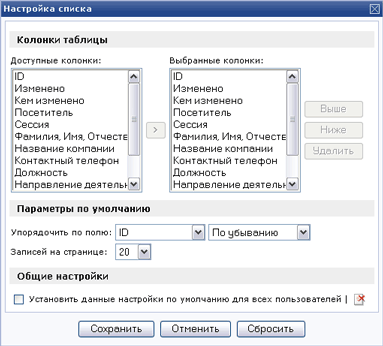 Настройка списка
Колонки таблицы
Доступные колонки: Выбранные колонки:
ID ID
Изменено Изменено
Кем изменено Кем изменено
Посетитель Посетитель
Сессия Сессия
Фамилия, Имя, Отчеств Фамилия, Имя, Отчеств
Название компании Название компании
Контактный телефон Контактный телефон
Должность Должность
Направление деятельн Направление деятельн
>
Выше
Ниже
Удалить
Параметры по умолчанию
Упорядочить по полю: ID По убыванию
Записей на странице: 20
Общие настройки
Установить данные настройки по умолчанию для всех пользователей |
Сохранить Отменить Сбросить